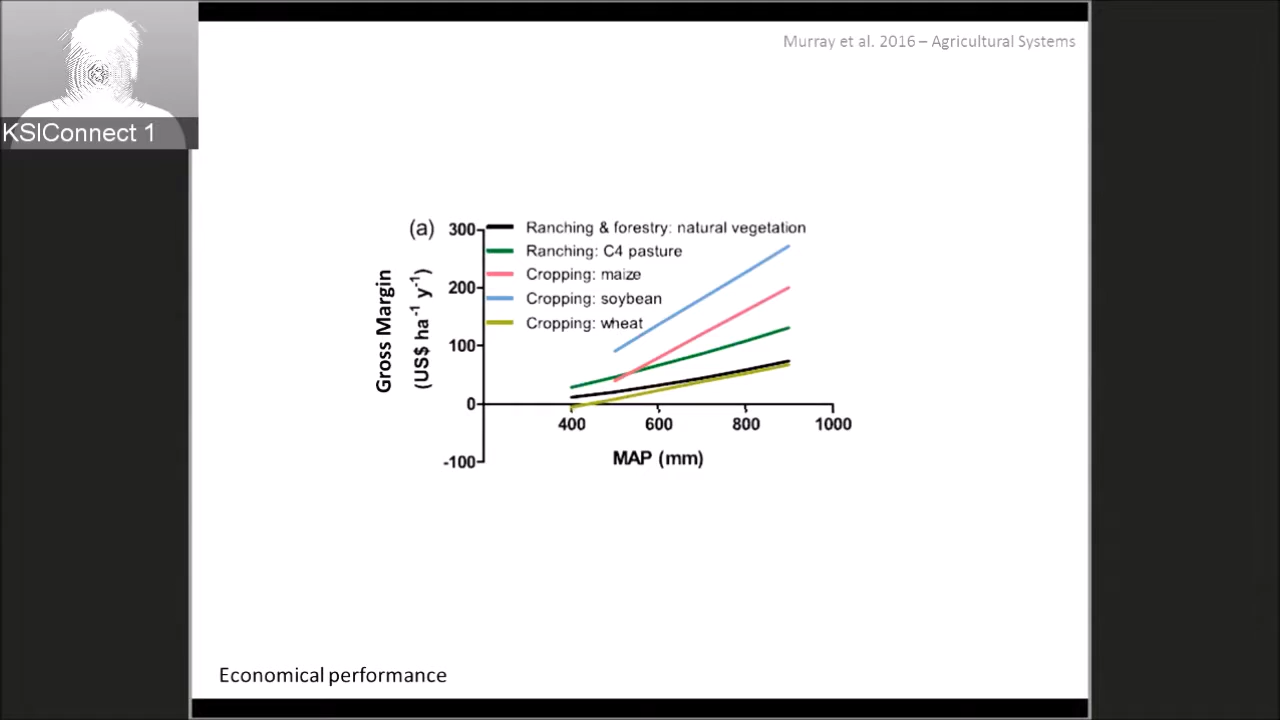 KSIConnect 1
Murray et al. 2016 – Agricultural Systems
(a)
Gross Margin
(US$ ha⁻¹ y⁻¹)
300
200
100
0
-100
Ranching & forestry: natural vegetation
Ranching: C4 pasture
Cropping: maize
Cropping: soybean
Cropping: wheat
400 600 800 1000
MAP (mm)
Economical performance